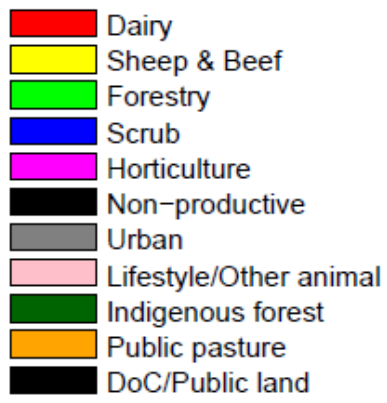 Dairy
Sheep & Beef
Forestry
Scrub
Horticulture
Non−productive
Urban
Lifestyle/Other animal
Indigenous forest
Public pasture
DoC/Public land